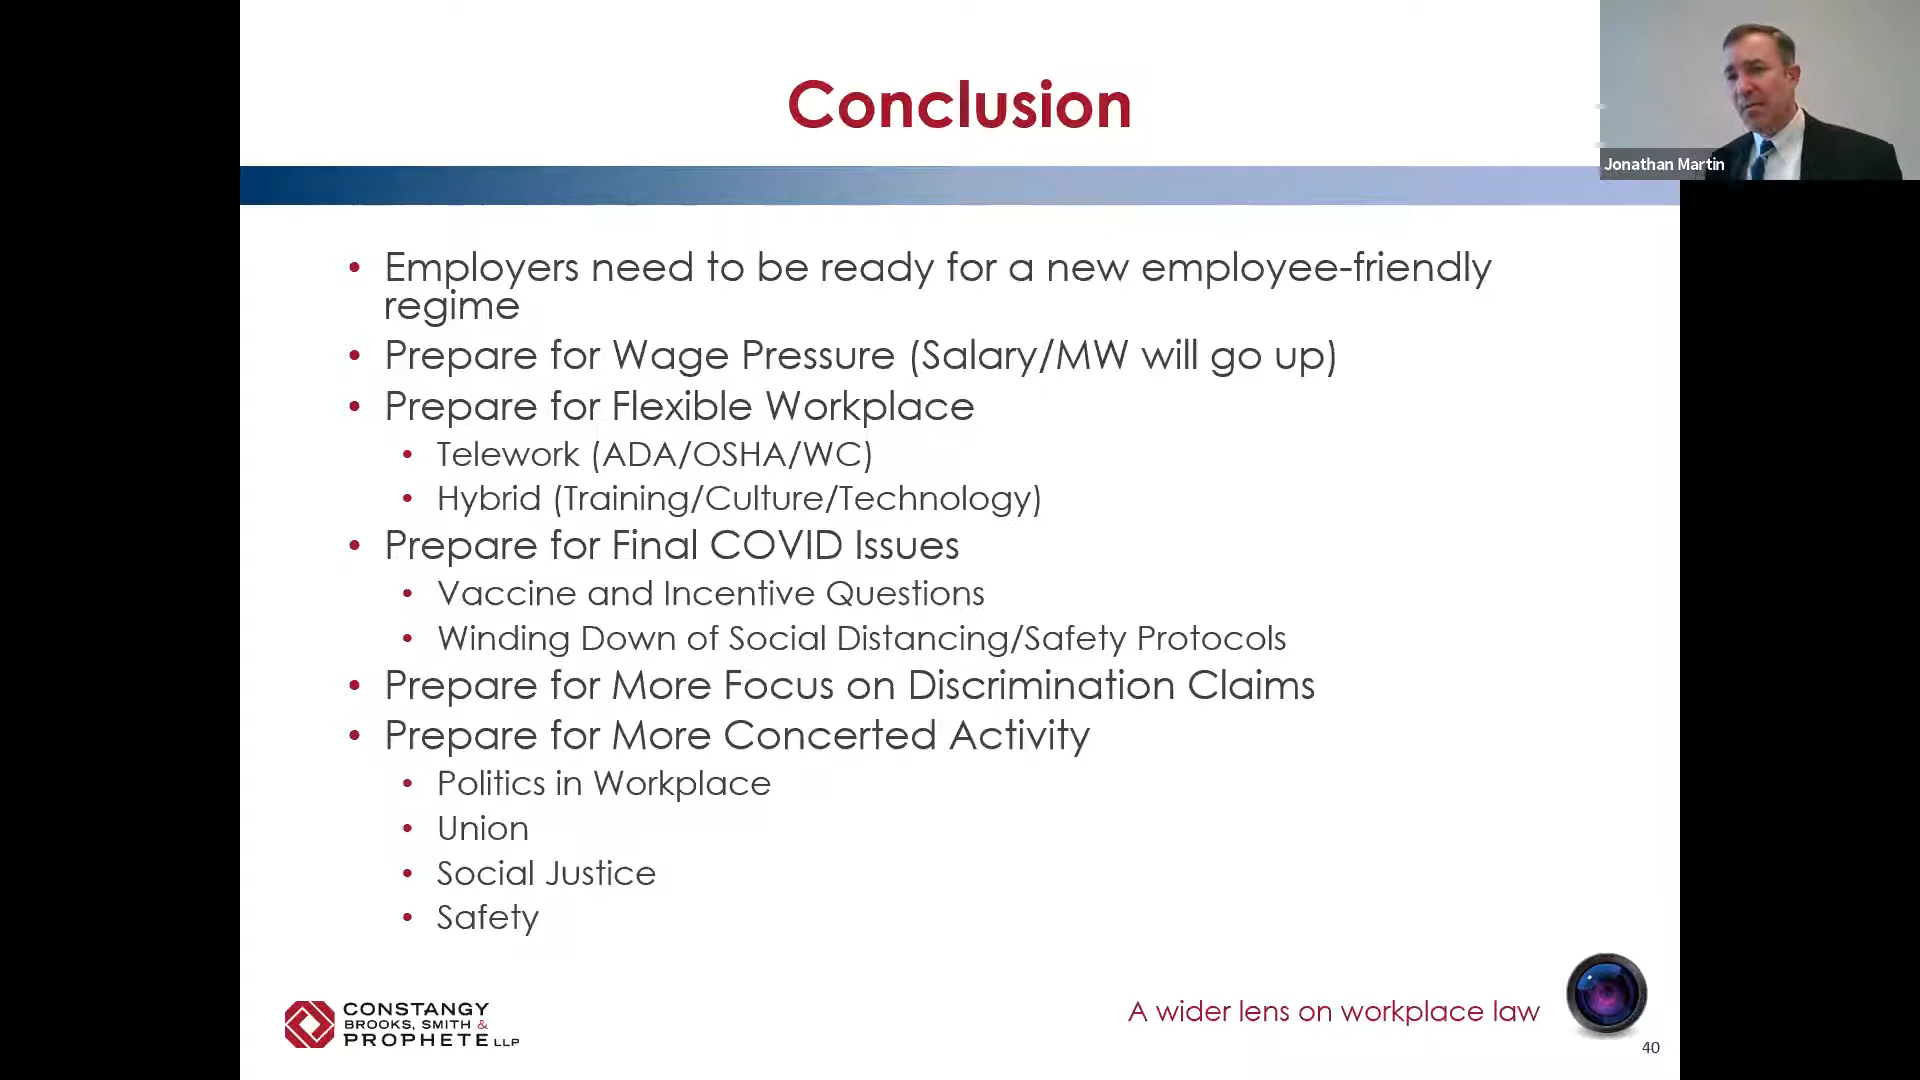 Conclusion
Jonathan Martin
• Employers need to be ready for a new employee-friendly
regime
• Prepare for Wage Pressure (Salary/MW will go up)
• Prepare for Flexible Workplace
• Telework (ADA/OSHA/WC)
• Hybrid (Training/Culture/Technology)
• Prepare for Final COVID Issues
• Vaccine and Incentive Questions
• Winding Down of Social Distancing/Safety Protocols
• Prepare for More Focus on Discrimination Claims
• Prepare for More Concerted Activity
• Politics in Workplace
• Union
• Social Justice
• Safety
CONSTANGY
BROOKS, SMITH &
PROPHETE LLP
A wider lens on workplace law
40